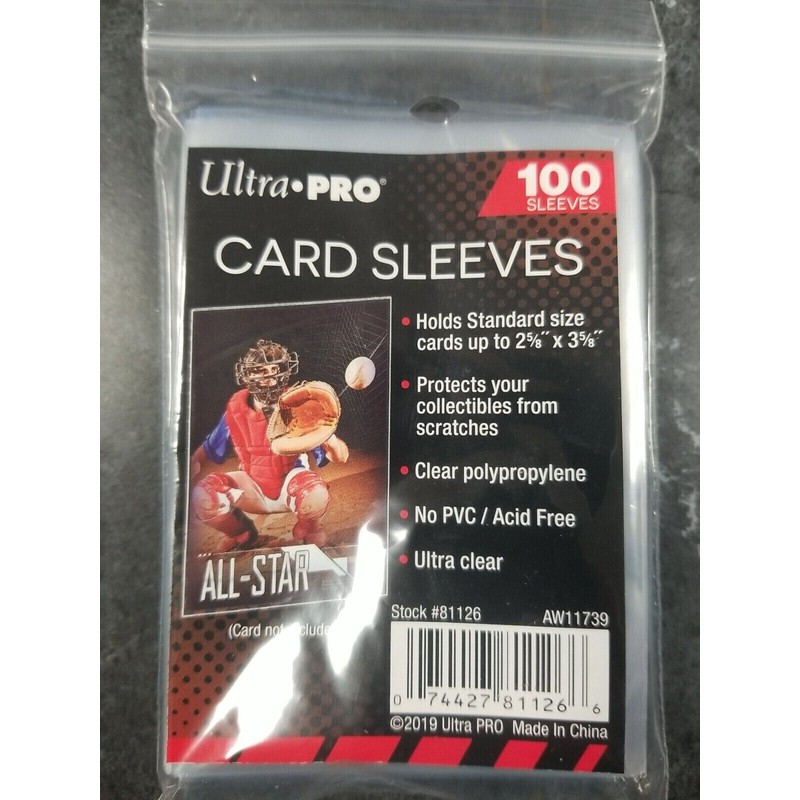 Ultra•PRO®
100
SLEEVES
CARD SLEEVES
• Holds Standard size
cards up to 2⅝" x 3⅝"
• Protects your
collectibles from
scratches
• Clear polypropylene
• No PVC / Acid Free
• Ultra clear
ALL-STAR
(Card not
Stock #81126
AW11739
0 74427 81126 6
©2019 Ultra PRO Made In China